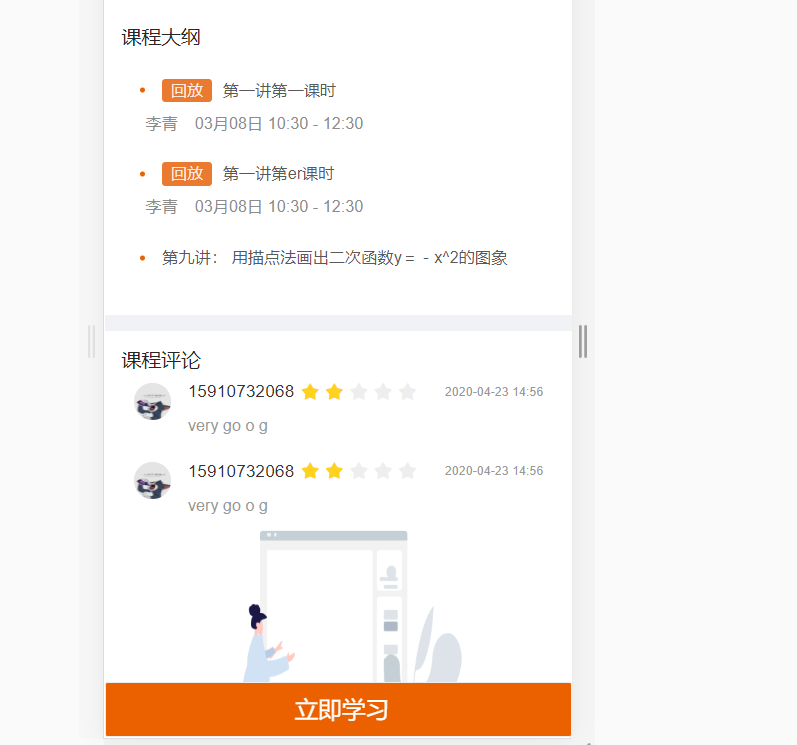 课程大纲
回放 第一讲第一课时
李青 03月08日 10:30 - 12:30
回放 第一讲第er课时
李青 03月08日 10:30 - 12:30
第九讲： 用描点法画出二次函数y = - x^2的图象
课程评论
15910732068 2020-04-23 14:56
very go o g
15910732068 2020-04-23 14:56
very go o g
立即学习